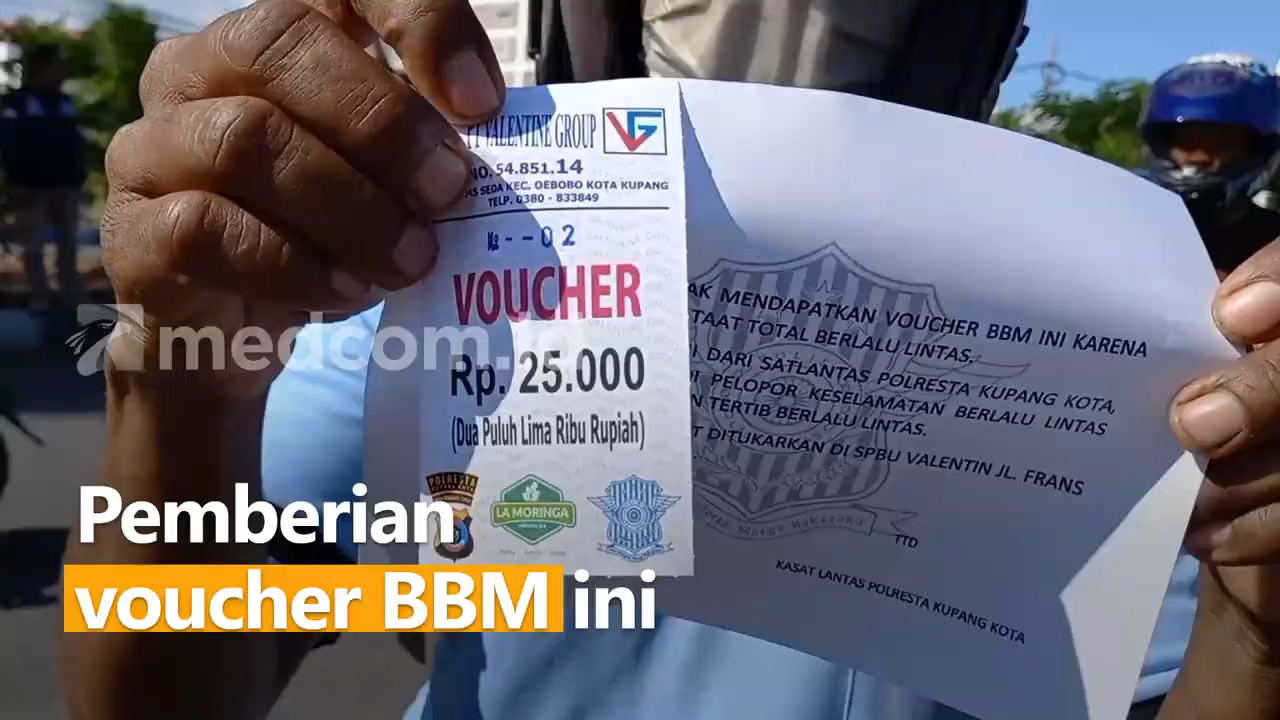 VALENTINE GROUP
VG
NO. 54.851.14
SEDA KEC. OEBOBO KOTA KUPANG
TELP. 0380 - 833849
№ - - 02
VOUCHER
Rp. 25.000
(Dua Puluh Lima Ribu Rupiah)
POLRESTA
LA MORINGA
MENDAPATKAN VOUCHER BBM INI KARENA
TAAT TOTAL BERLALU LINTAS.
DARI SATLANTAS POLRESTA KUPANG KOTA,
PELOPOR KESELAMATAN BERLALU LINTAS
TERTIB BERLALU LINTAS.
DITUKARKAN DI SPBU VALENTIN JL. FRANS
TTD
KASAT LANTAS POLRESTA KUPANG KOTA
medcom.id
Pemberian
voucher BBM ini